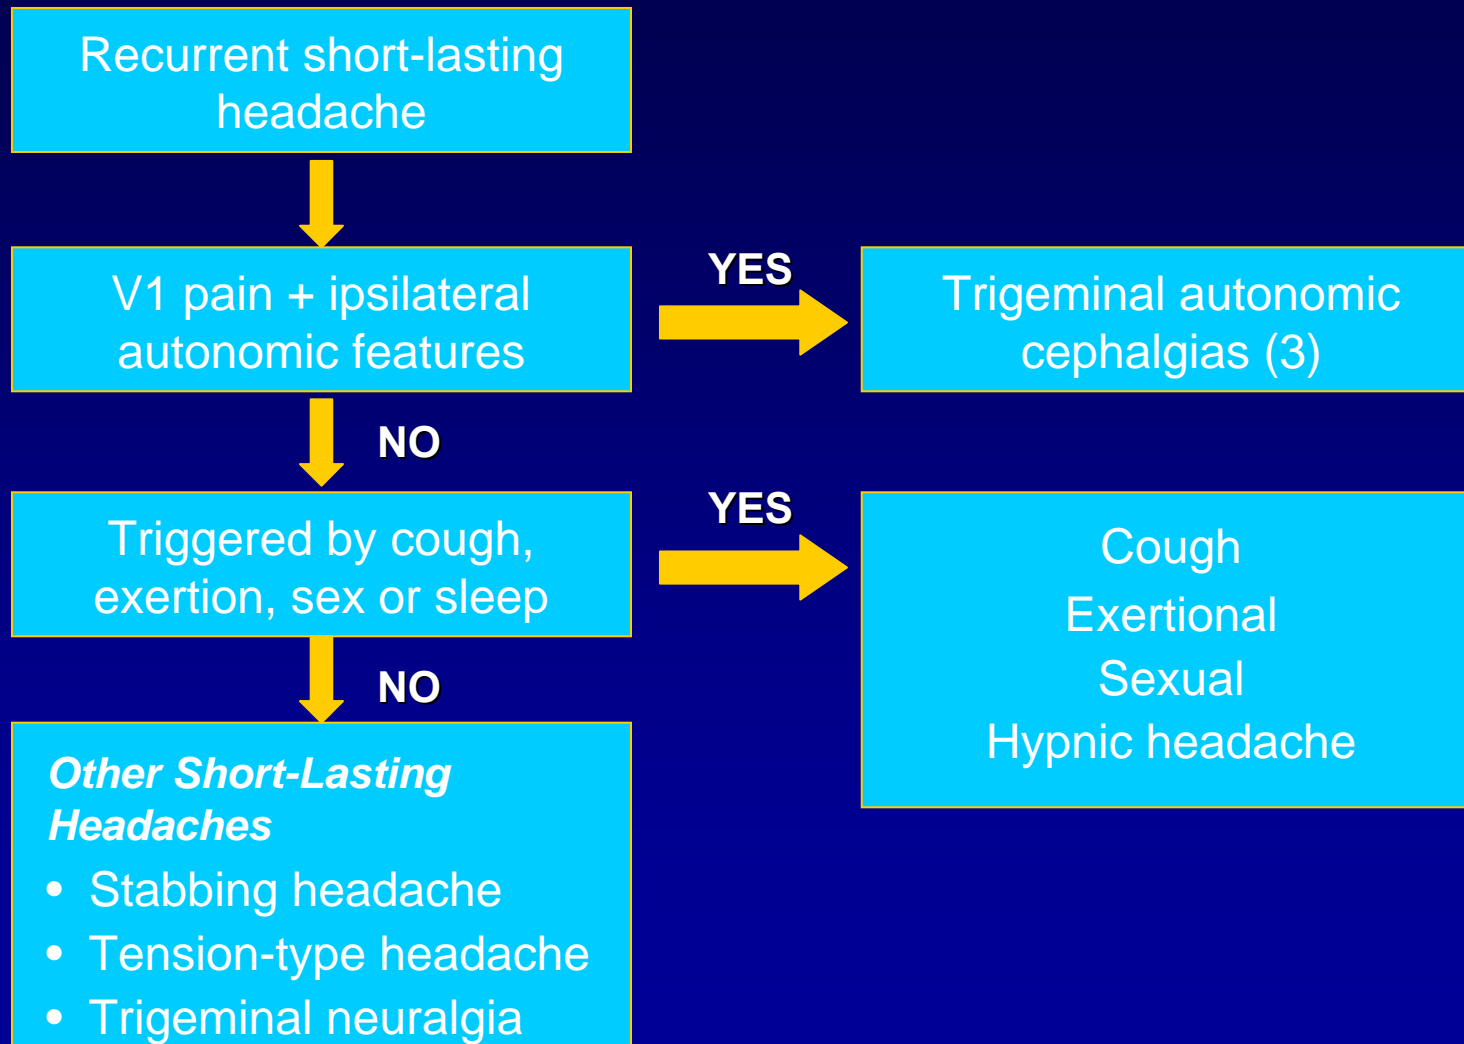 Recurrent short-lasting
headache
V1 pain + ipsilateral
autonomic features
YES
Trigeminal autonomic
cephalgias (3)
NO
Triggered by cough,
exertion, sex or sleep
YES
Cough
Exertional
Sexual
Hypnic headache
NO
Other Short-Lasting
Headaches
• Stabbing headache
• Tension-type headache
• Trigeminal neuralgia